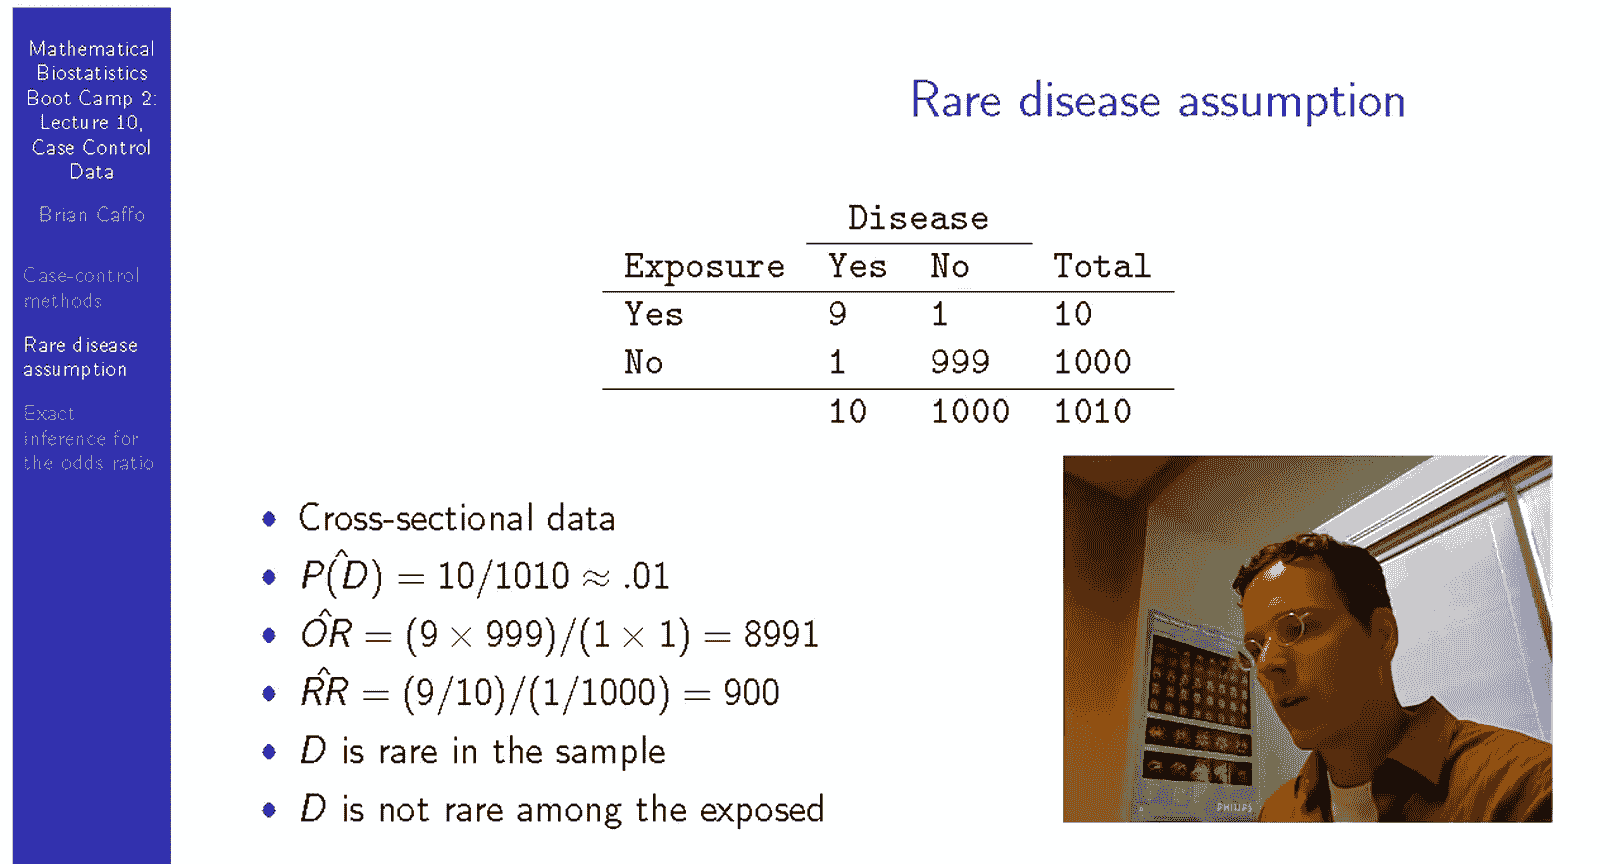 Mathematical
Biostatistics
Boot Camp 2:
Lecture 10,
Case Control
Data
Brian Caffo
Case-control
methods
Rare disease
assumption
Exact
inference for
the odds ratio
Rare disease assumption
Disease
Exposure Yes No Total
Yes 9 1 10
No 1 999 1000
10 1000 1010
• Cross-sectional data
• P(̂D) = 10/1010 ≈ .01
• ÔR = (9 × 999)/(1 × 1) = 8991
• R̂R = (9/10)/(1/1000) = 900
• D is rare in the sample
• D is not rare among the exposed
PHILIPS